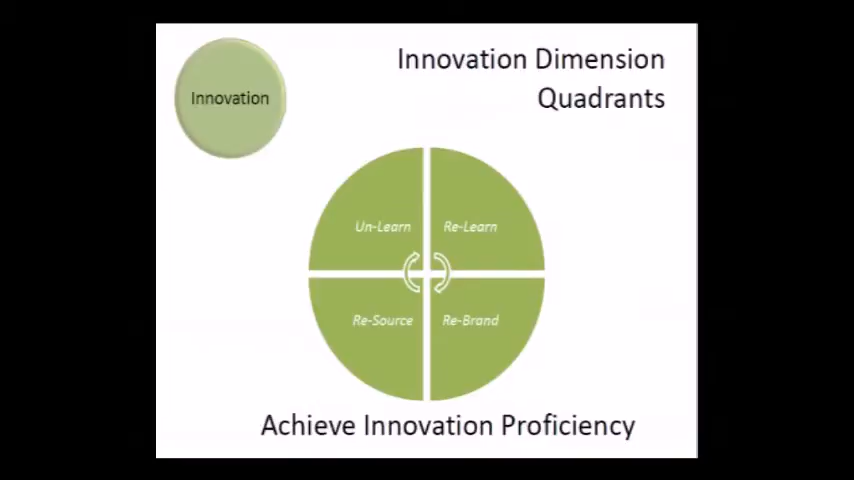 Innovation
Innovation Dimension
Quadrants
Un-Learn
Re-Learn
Re-Source
Re-Brand
Achieve Innovation Proficiency